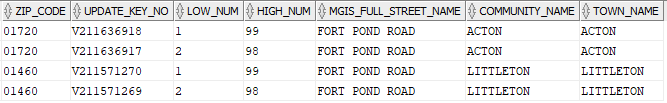 ZIP_CODE UPDATE_KEY_NO LOW_NUM HIGH_NUM MGIS_FULL_STREET_NAME COMMUNITY_NAME TOWN_NAME
01720 V211636918 1 99 FORT POND ROAD ACTON ACTON
01720 V211636917 2 98 FORT POND ROAD ACTON ACTON
01460 V211571270 1 99 FORT POND ROAD LITTLETON LITTLETON
01460 V211571269 2 98 FORT POND ROAD LITTLETON LITTLETON